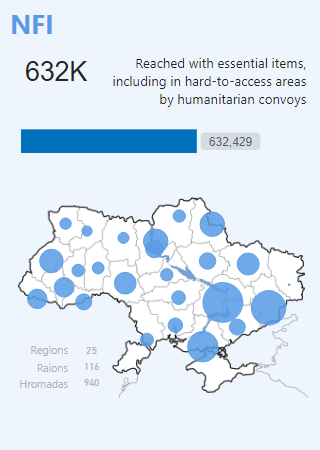 NFI
632K
Reached with essential items,
including in hard-to-access areas
by humanitarian convoys
632,429
Regions 25
Raions 116
Hromadas 940